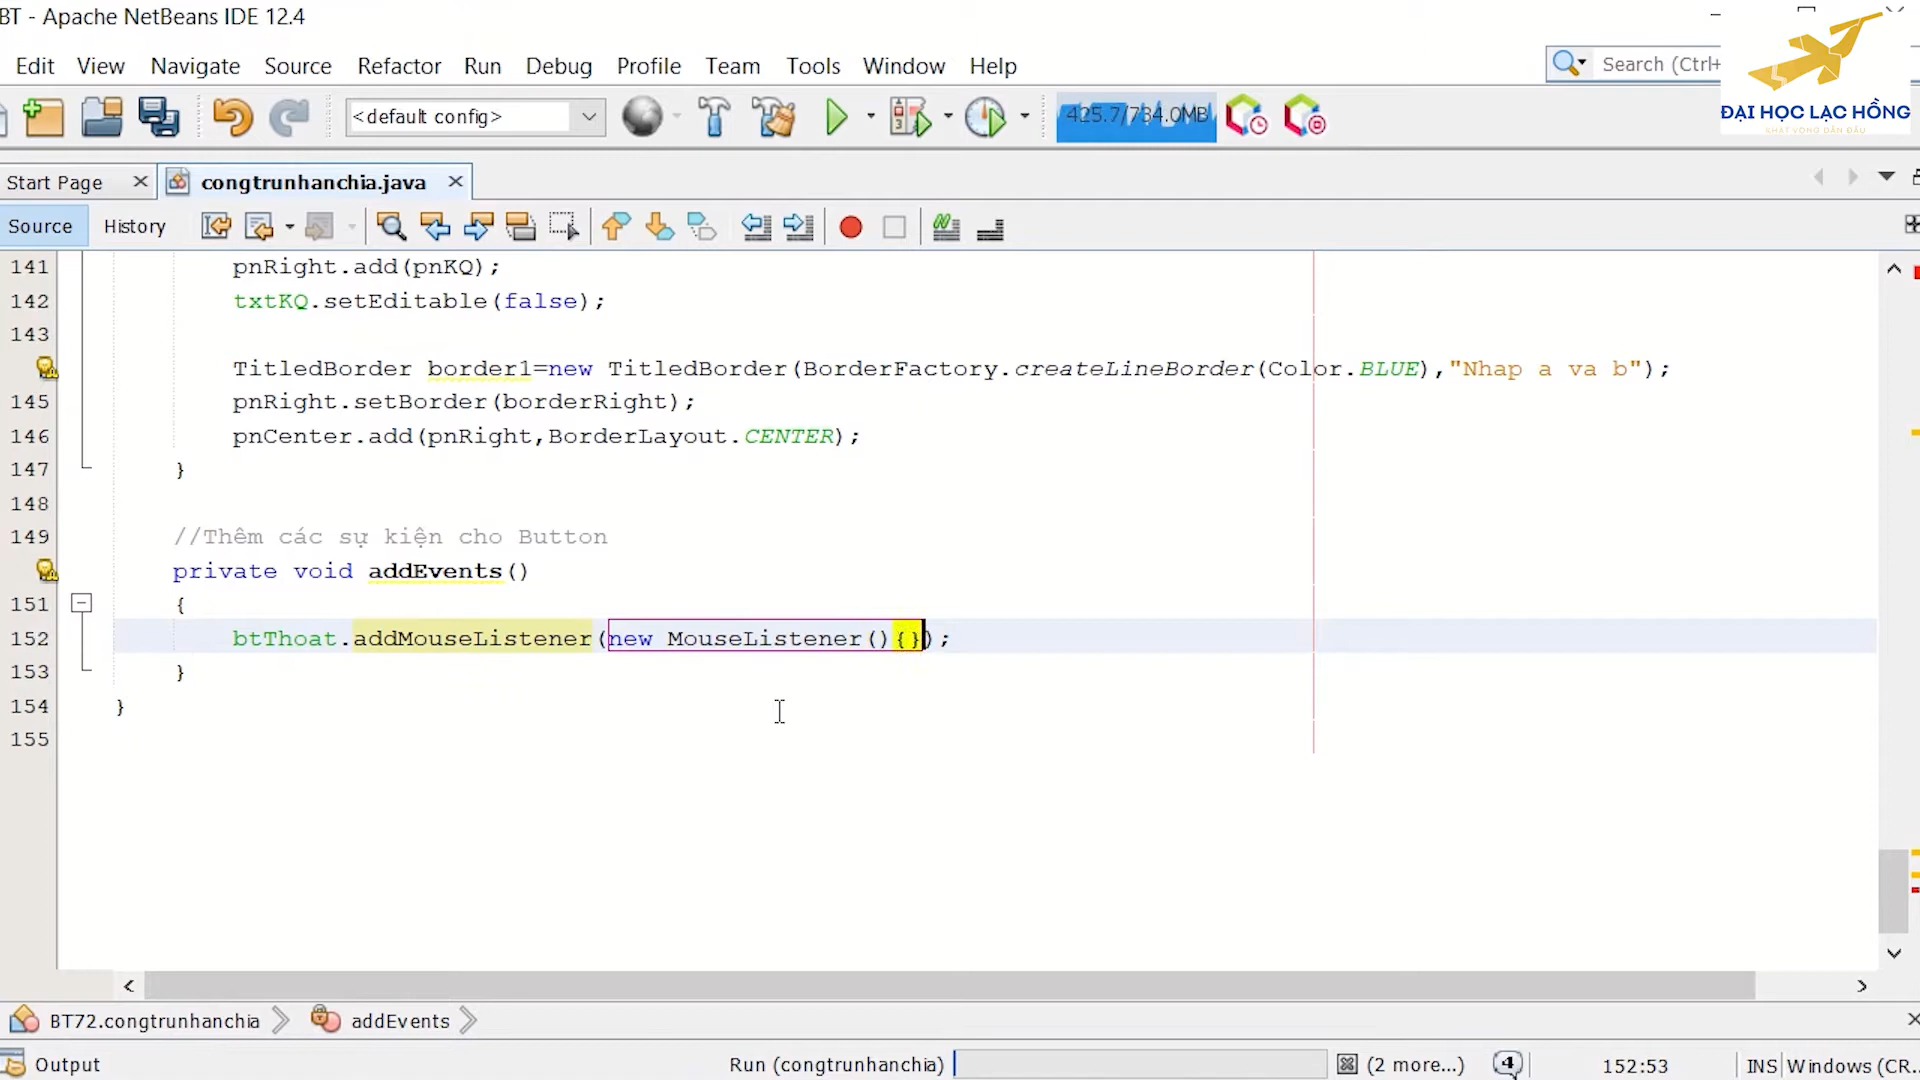 BT - Apache NetBeans IDE 12.4
Edit View Navigate Source Refactor Run Debug Profile Team Tools Window Help
Search (Ctrl+
<default config>
425.7/734.0MB
ĐẠI HỌC LẠC HỒNG
KHÁT VỌNG DẪN ĐẦU
Start Page
congtrunhanchia.java
Source History
141 pnRight.add(pnKQ);
142 txtKQ.setEditable(false);
143
TitledBorder border1=new TitledBorder(BorderFactory.createLineBorder(Color.BLUE),"Nhap a va b");
145 pnRight.setBorder(borderRight);
146 pnCenter.add(pnRight,BorderLayout.CENTER);
147 }
148
149 //Thêm các sự kiện cho Button
private void addEvents()
151 {
152 btThoat.addMouseListener(new MouseListener(){});
153 }
154 }
155
BT72.congtrunhanchia addEvents
Output Run (congtrunhanchia) (2 more...) 4 152:53 INS Windows (CR...